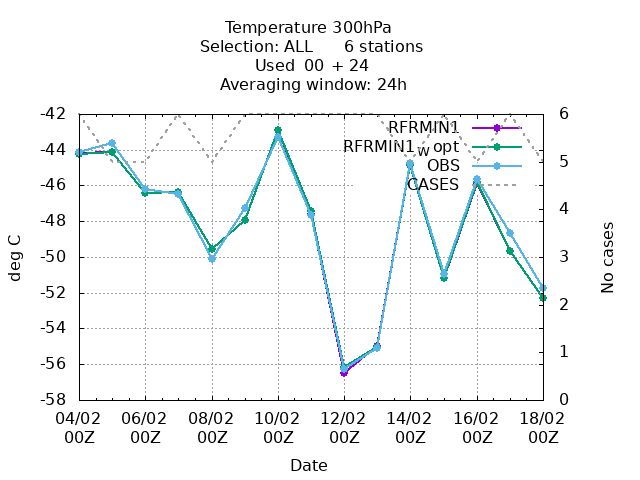 Temperature 300hPa
Selection: ALL 6 stations
Used 00 + 24
Averaging window: 24h
-42
-44
-46
-48
-50
-52
-54
-56
-58
deg C
6
5
4
3
2
1
0
No cases
RFRMIN1
RFRMIN1_w_opt
OBS
CASES
04/02 06/02 08/02 10/02 12/02 14/02 16/02 18/02
00Z 00Z 00Z 00Z 00Z 00Z 00Z 00Z
Date